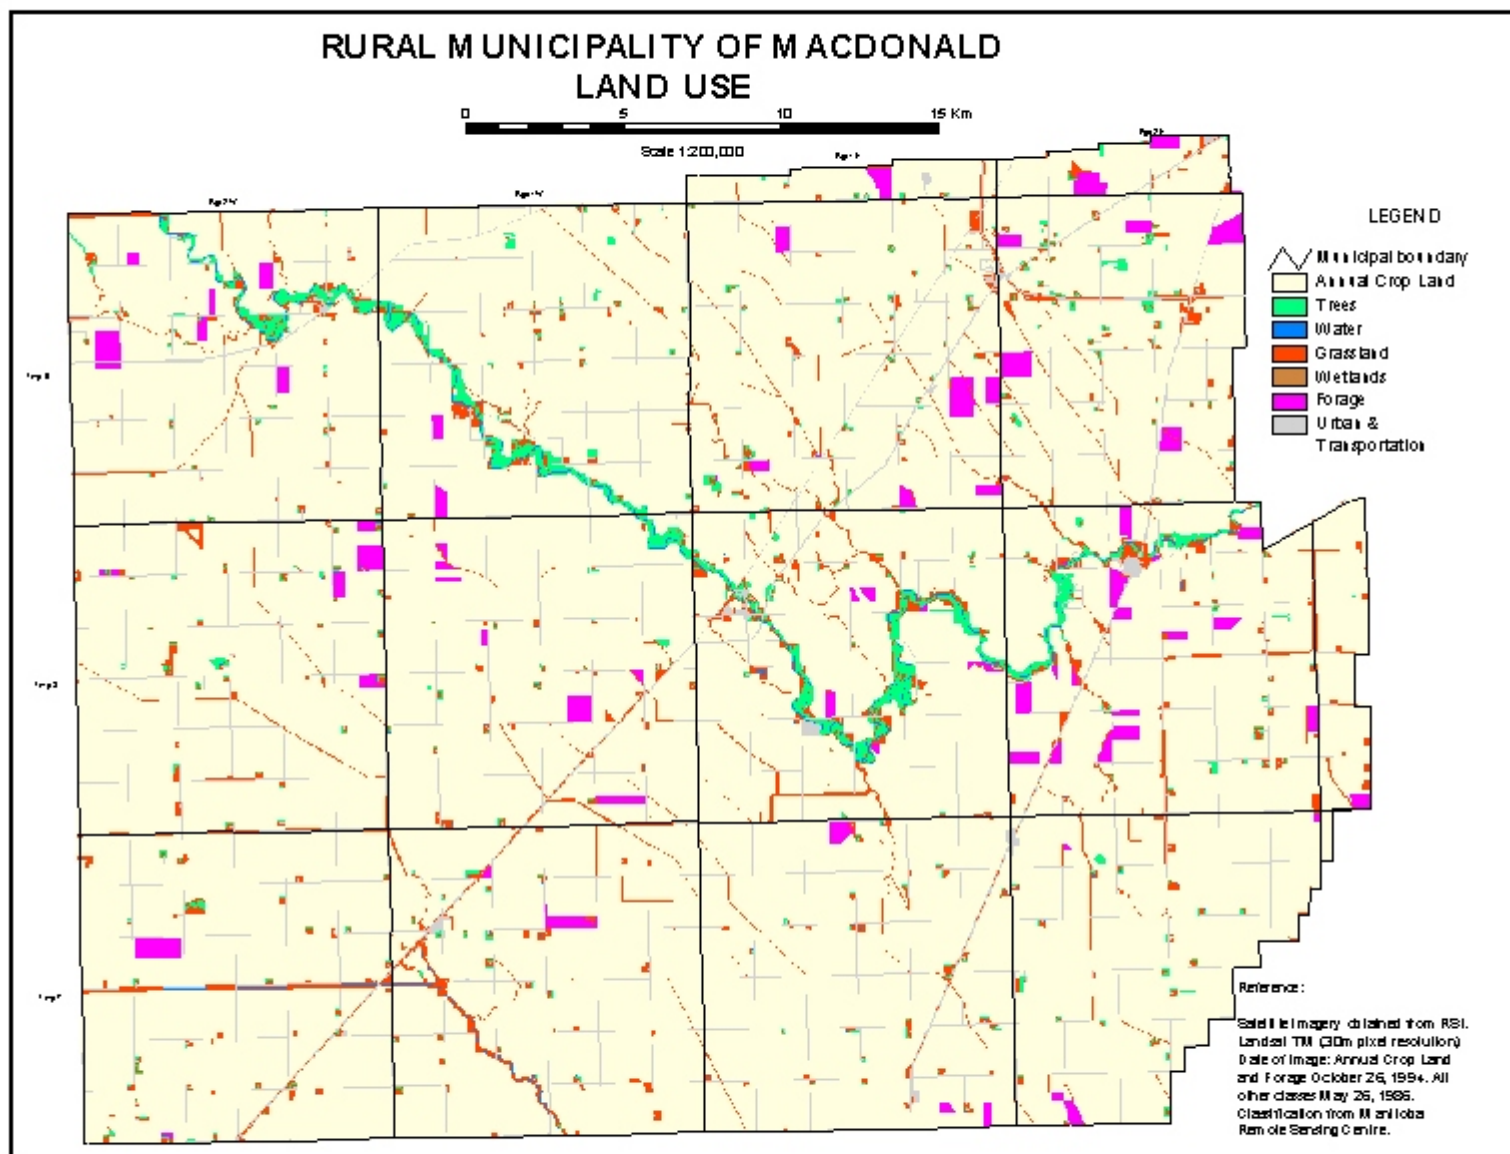 RURAL MUNICIPALITY OF MACDONALD
LAND USE
0 5 10 15 Km
Scale 1:200,000
LEGEND
Municipal boundary
Annual Crop Land
Trees
Water
Grassland
Wetlands
Forage
Urban &
Transportation
Reference:
Satellite imagery obtained from RSI.
Landsat TM (30m pixel resolution)
Date of Image: Annual Crop Land
and Forage October 26, 1994. All
other classes May 26, 1986.
Classification from Manitoba
Remote Sensing Centre.